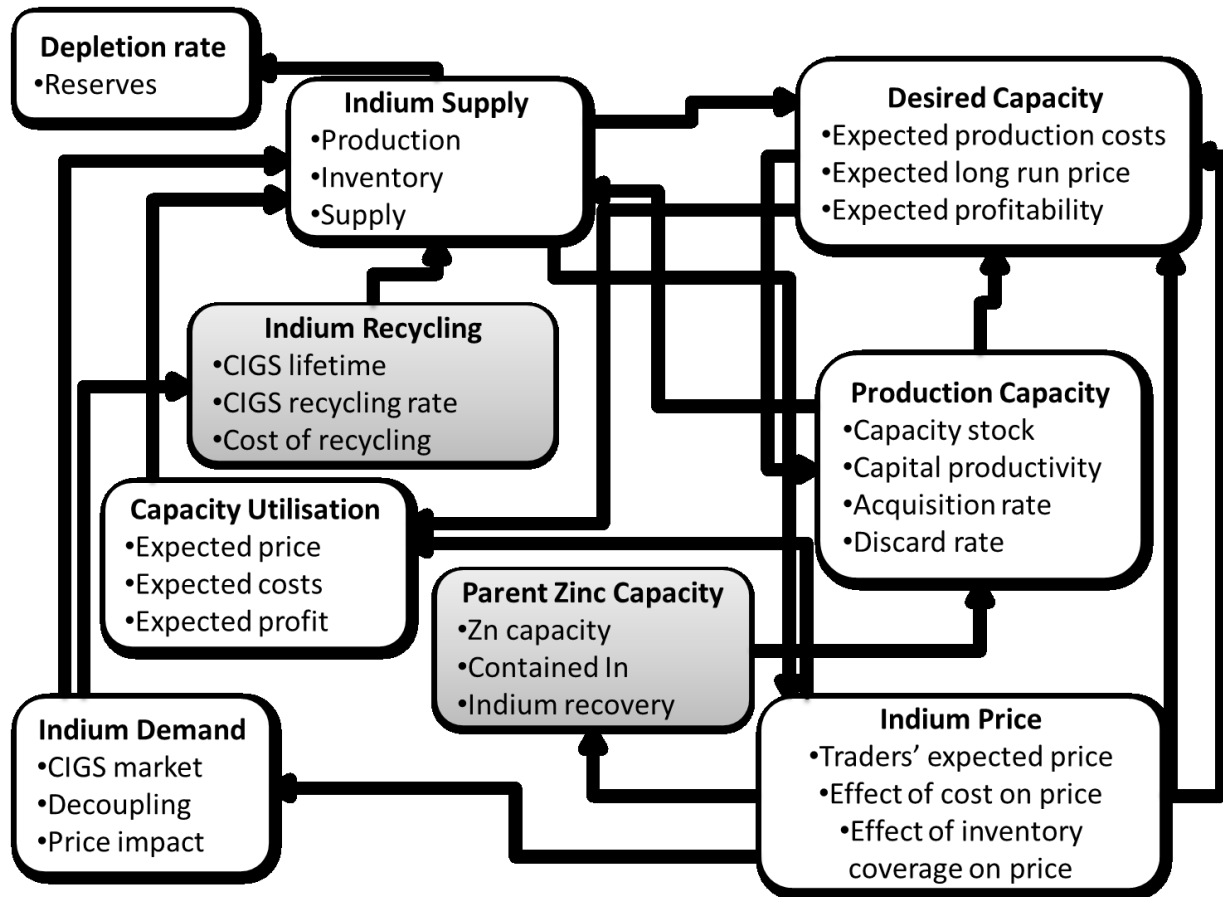 Depletion rate
•Reserves
Indium Supply
•Production
•Inventory
•Supply
Desired Capacity
•Expected production costs
•Expected long run price
•Expected profitability
Indium Recycling
•CIGS lifetime
•CIGS recycling rate
•Cost of recycling
Production Capacity
•Capacity stock
•Capital productivity
•Acquisition rate
•Discard rate
Capacity Utilisation
•Expected price
•Expected costs
•Expected profit
Parent Zinc Capacity
•Zn capacity
•Contained In
•Indium recovery
Indium Demand
•CIGS market
•Decoupling
•Price impact
Indium Price
•Traders’ expected price
•Effect of cost on price
•Effect of inventory
coverage on price